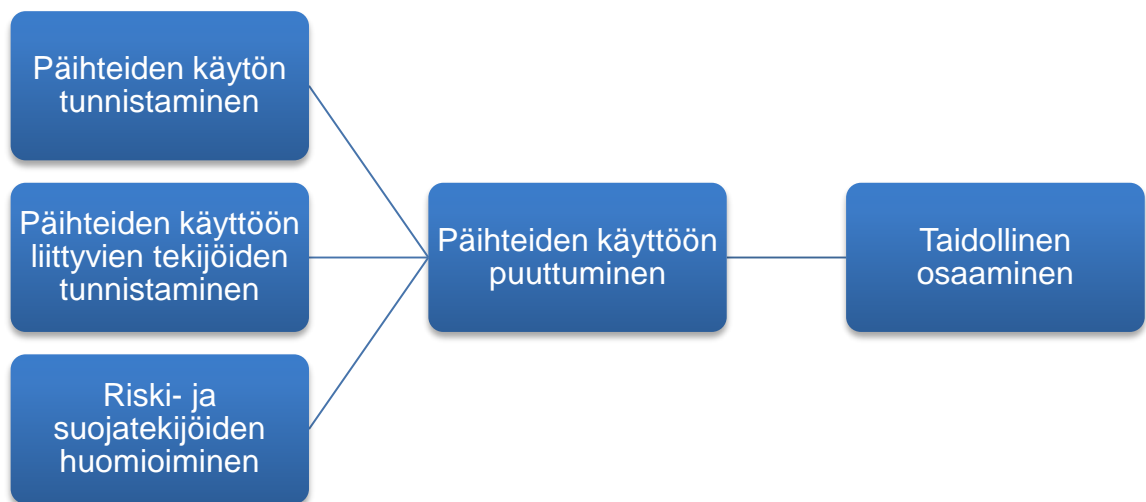 Päihteiden käytön
tunnistaminen
Päihteiden käyttöön
liittyvien tekijöiden
tunnistaminen
Riski- ja
suojatekijöiden
huomioiminen
Päihteiden käyttöön
puuttuminen
Taidollinen
osaaminen